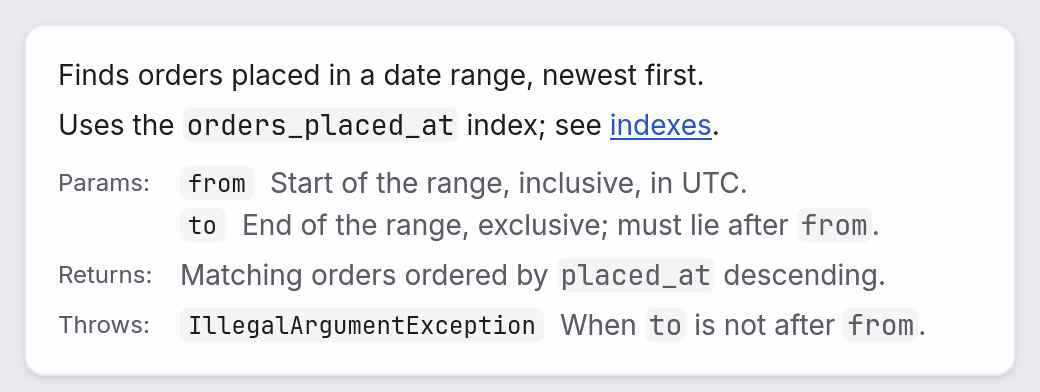 Finds orders placed in a date range, newest first.
Uses the orders_placed_at index; see indexes.
Params: from Start of the range, inclusive, in UTC.
to End of the range, exclusive; must lie after from.
Returns: Matching orders ordered by placed_at descending.
Throws: IllegalArgumentException When to is not after from.